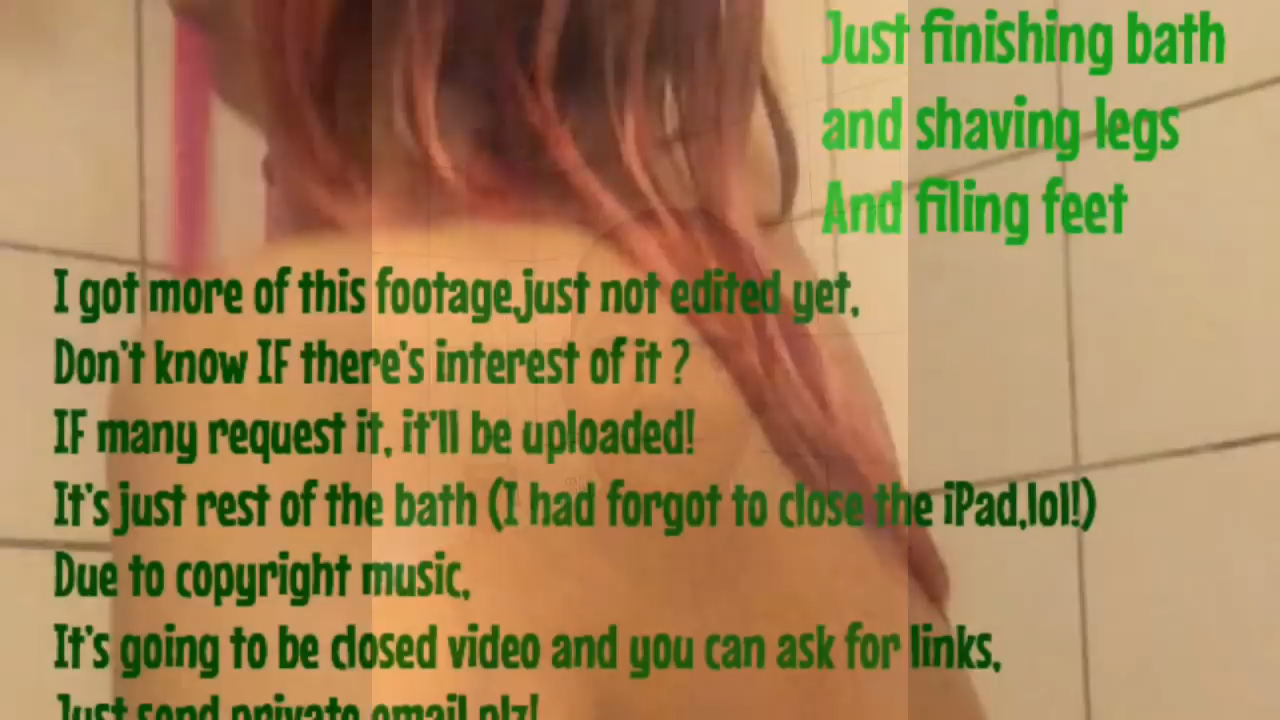 Just finishing bath
and shaving legs
And filing feet
I got more of this footage,just not edited yet,
Don't know IF there's interest of it ?
IF many request it, it'll be uploaded!
It's just rest of the bath (I had forgot to close the iPad,lol!)
Due to copyright music,
It's going to be closed video and you can ask for links,
Just send private email plz!